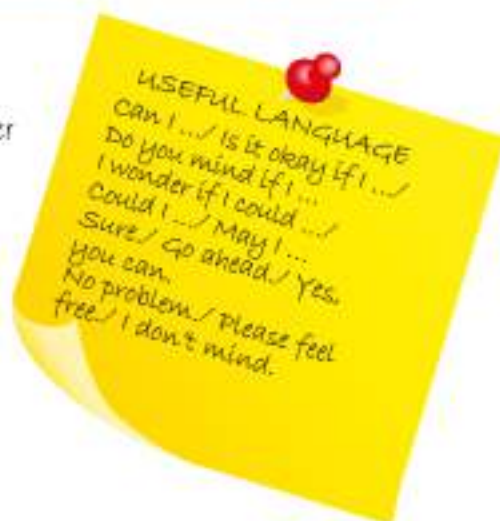 er
USEFUL LANGUAGE
Can I .../ Is it okay if I .../
Do you mind if I ...
I wonder if I could .../
Could I .../ May I ...
Sure./ Go ahead./ Yes,
you can.
No problem./ Please feel
free./ I don't mind.